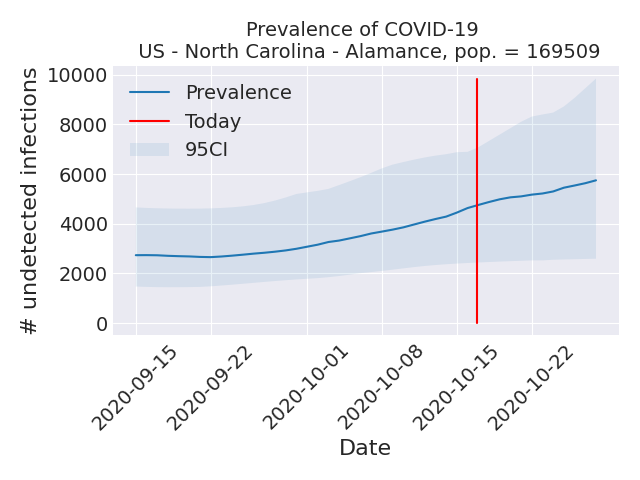 Prevalence of COVID-19
US - North Carolina - Alamance, pop. = 169509
# undetected infections
10000
8000
6000
4000
2000
0
Prevalence
Today
95CI
2020-09-15
2020-09-22
2020-10-01
2020-10-08
2020-10-15
2020-10-22
Date